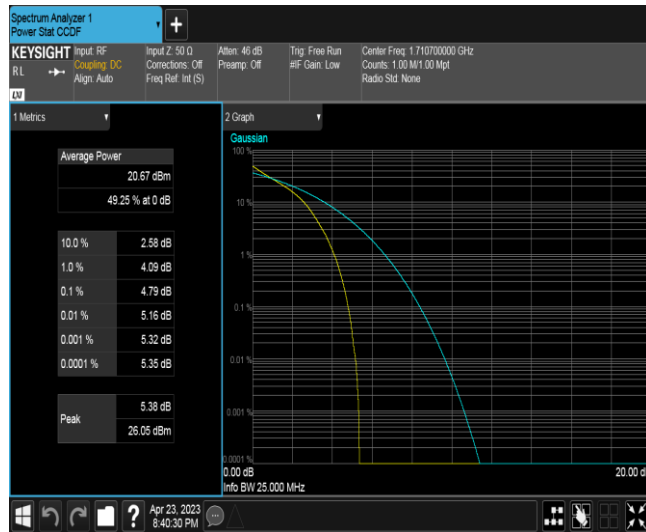 Spectrum Analyzer 1
Power Stat CCDF
KEYSIGHT
RL
LXI
Input: RF
Coupling: DC
Align: Auto
Input Z: 50 Ω
Corrections: Off
Freq Ref: Int (S)
Atten: 46 dB
Preamp: Off
Trig: Free Run
#IF Gain: Low
Center Freq: 1.710700000 GHz
Counts: 1.00 M/1.00 Mpt
Radio Std: None
1 Metrics
Average Power
20.67 dBm
49.25 % at 0 dB
10.0 % 2.58 dB
1.0 % 4.09 dB
0.1 % 4.79 dB
0.01 % 5.16 dB
0.001 % 5.32 dB
0.0001 % 5.35 dB
Peak
5.38 dB
26.05 dBm
2 Graph
Gaussian
100 %
10 %
1 %
0.1 %
0.01 %
0.001 %
0.0001 %
0.00 dB
20.00 d
Info BW 25.000 MHz
?
Apr 23, 2023
8:40:30 PM